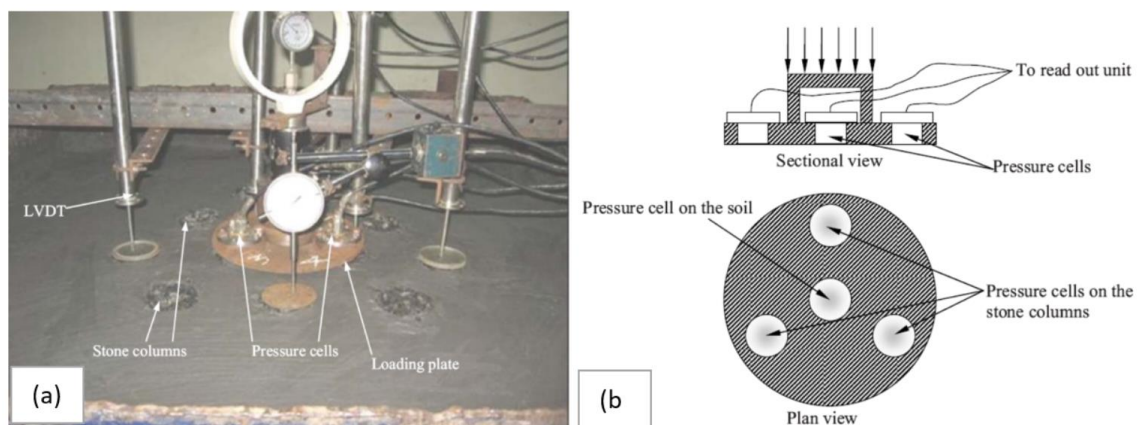 LVDT
Stone columns
Pressure cells
Loading plate
(a)
To read out unit
Sectional view
Pressure cells
Pressure cell on the soil
Pressure cells on the
stone columns
Plan view
(b)